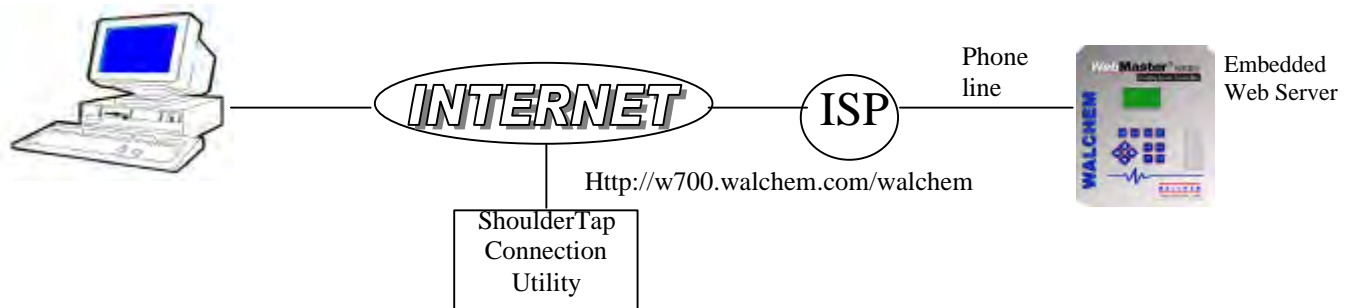 INTERNET
ISP
Phone
line
WebMaster
WALCHEM
Embedded
Web Server
Http://w700.walchem.com/walchem
ShoulderTap
Connection
Utility